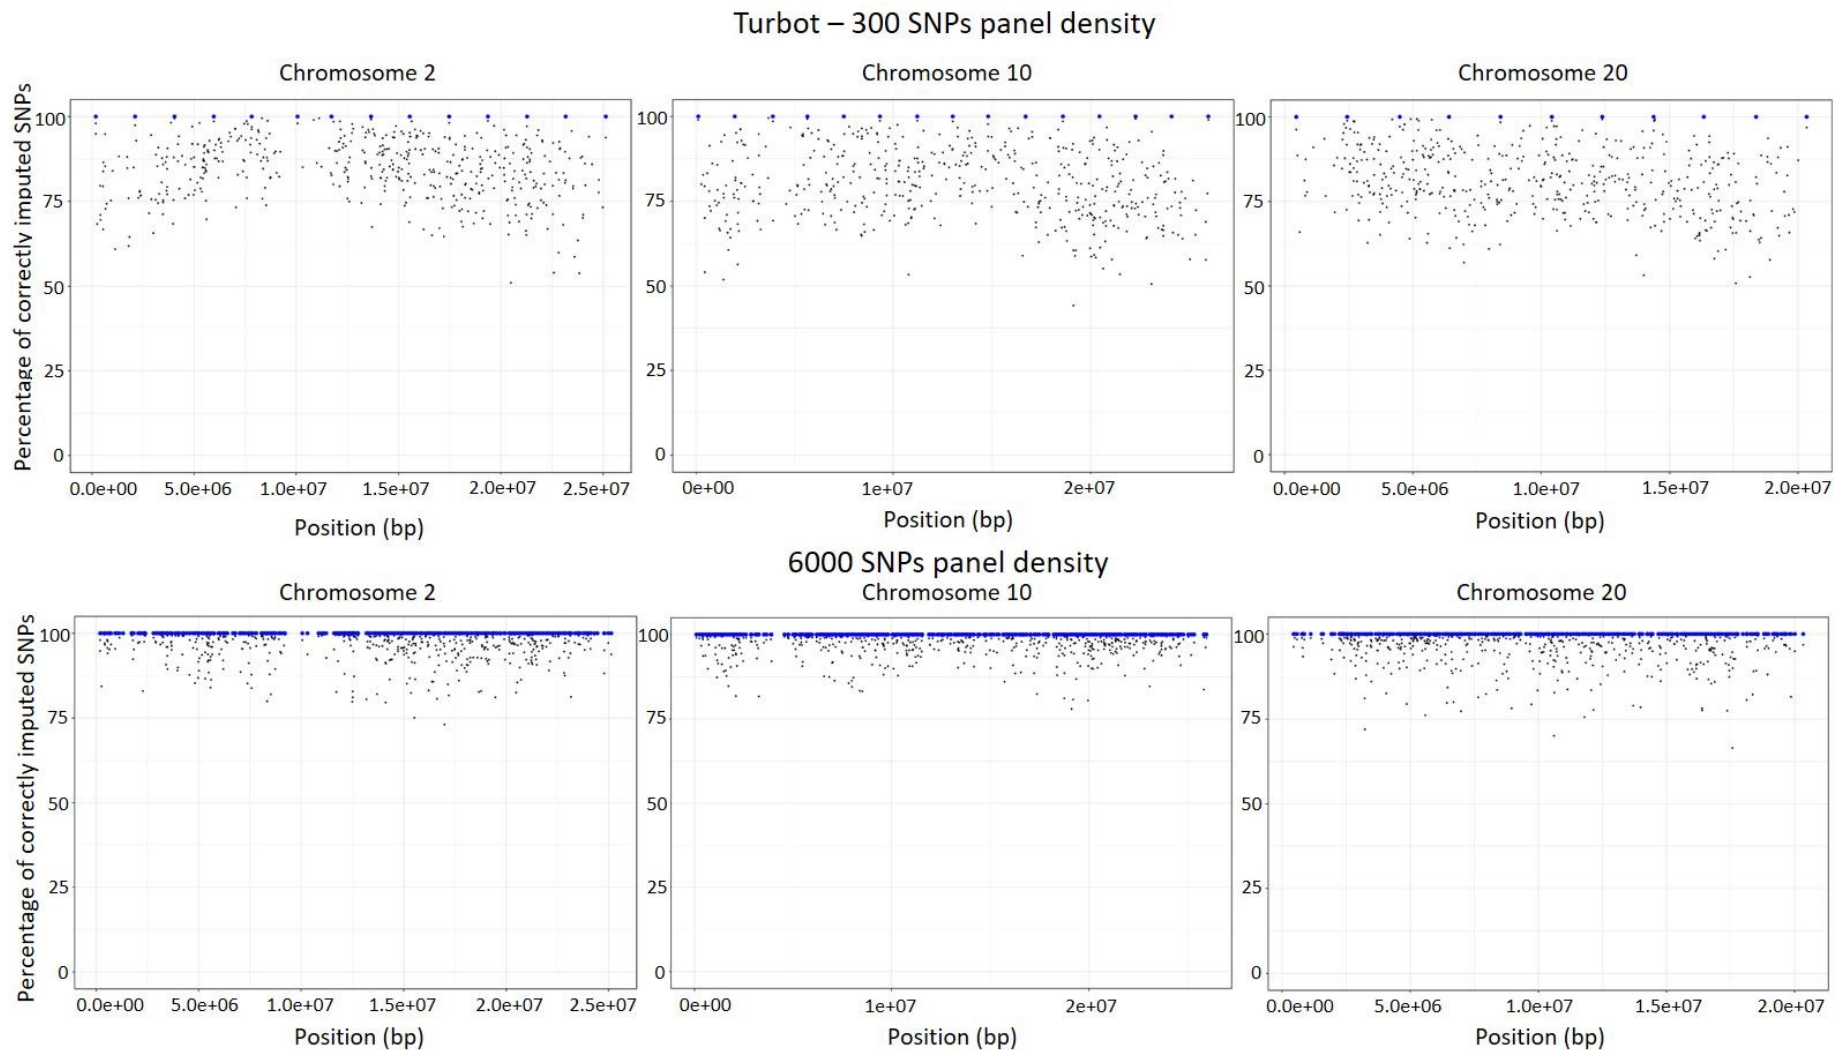 Turbot – 300 SNPs panel density
Chromosome 2
Chromosome 10
Chromosome 20
Percentage of correctly imputed SNPs
100
75
50
25
0
0.0e+00 5.0e+06 1.0e+07 1.5e+07 2.0e+07 2.5e+07
Position (bp)
100
75
50
25
0
0e+00 1e+07 2e+07
Position (bp)
100
75
50
25
0
0.0e+00 5.0e+06 1.0e+07 1.5e+07 2.0e+07
Position (bp)
6000 SNPs panel density
Chromosome 2
Chromosome 10
Chromosome 20
Percentage of correctly imputed SNPs
100
75
50
25
0
0.0e+00 5.0e+06 1.0e+07 1.5e+07 2.0e+07 2.5e+07
Position (bp)
100
75
50
25
0
0e+00 1e+07 2e+07
Position (bp)
100
75
50
25
0
0.0e+00 5.0e+06 1.0e+07 1.5e+07 2.0e+07
Position (bp)